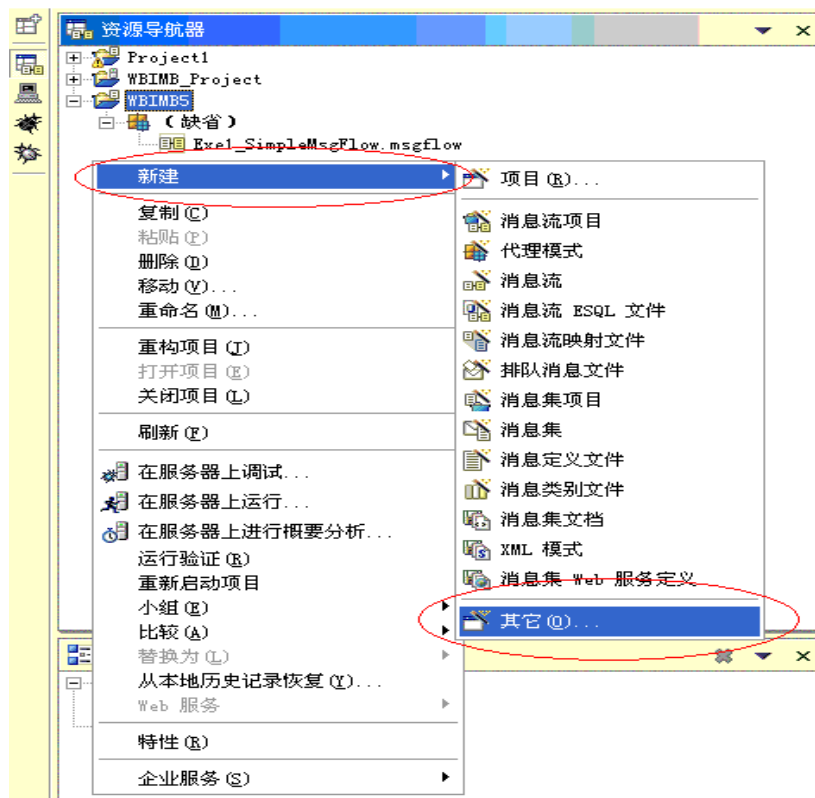 资源导航器
Project1
WBIMB_Project
WBIMB5
(缺省)
Exe1_SimpleMsgFlow.msgflow
新建
复制(C)
粘贴(P)
删除(D)
移动(V)...
重命名(M)...
重构项目(J)
打开项目(E)
关闭项目(L)
刷新(F)
在服务器上调试...
在服务器上运行...
在服务器上进行概要分析...
运行验证(R)
重新启动项目
小组(E)
比较(A)
替换为(L)
从本地历史记录恢复(Y)...
Web 服务
特性(R)
企业服务(S)
项目(R)...
消息流项目
代理模式
消息流
消息流 ESQL 文件
消息流映射文件
排队消息文件
消息集项目
消息集
消息定义文件
消息类别文件
消息集文档
XML 模式
消息集 Web 服务定义
其它(O)...